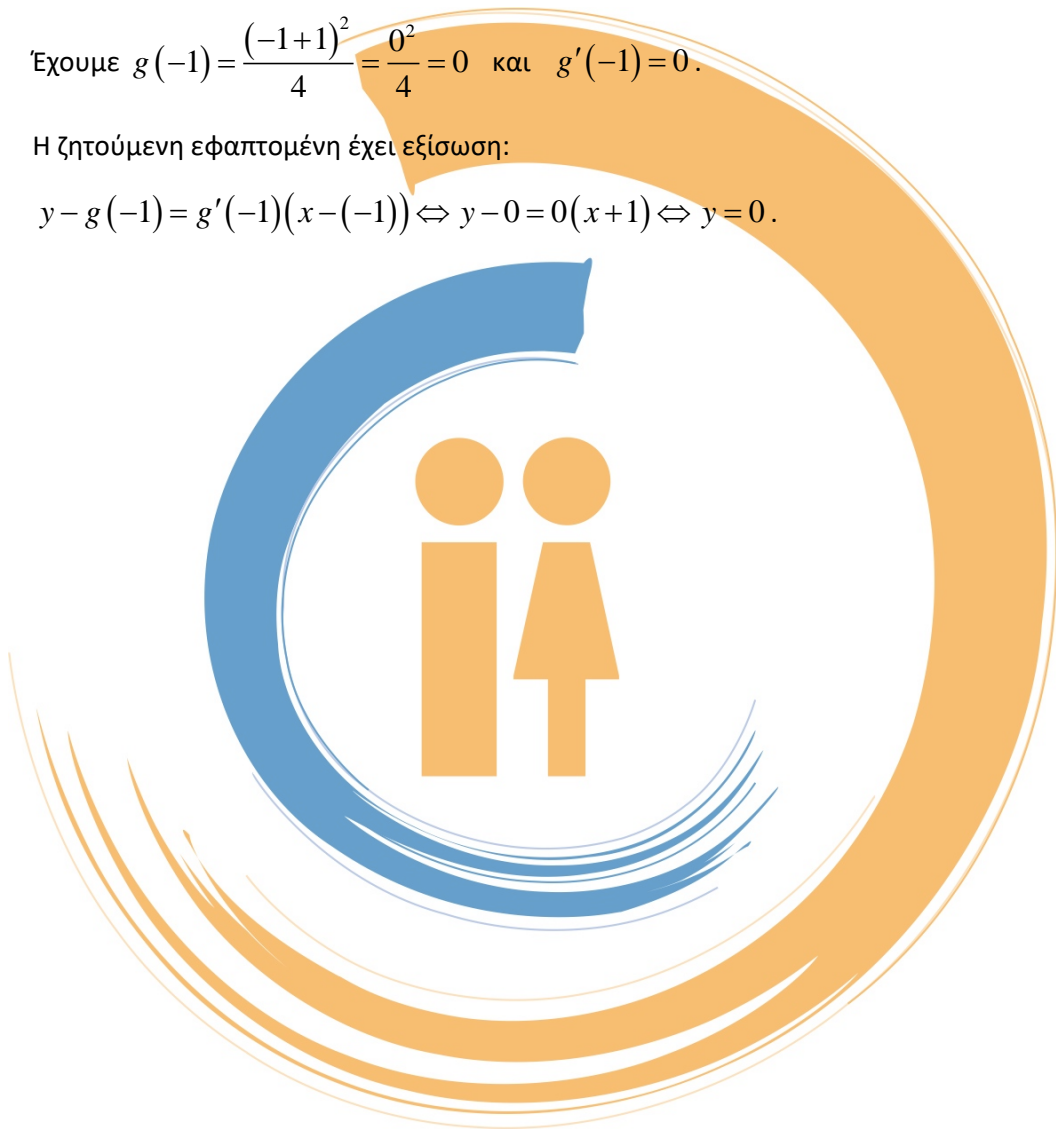 Έχουμε g(−1) = (−1+1)²/4 = 0²/4 = 0 και g′(−1) = 0.
Η ζητούμενη εφαπτομένη έχει εξίσωση:
y − g(−1) = g′(−1)(x − (−1)) ⇔ y − 0 = 0(x + 1) ⇔ y = 0.